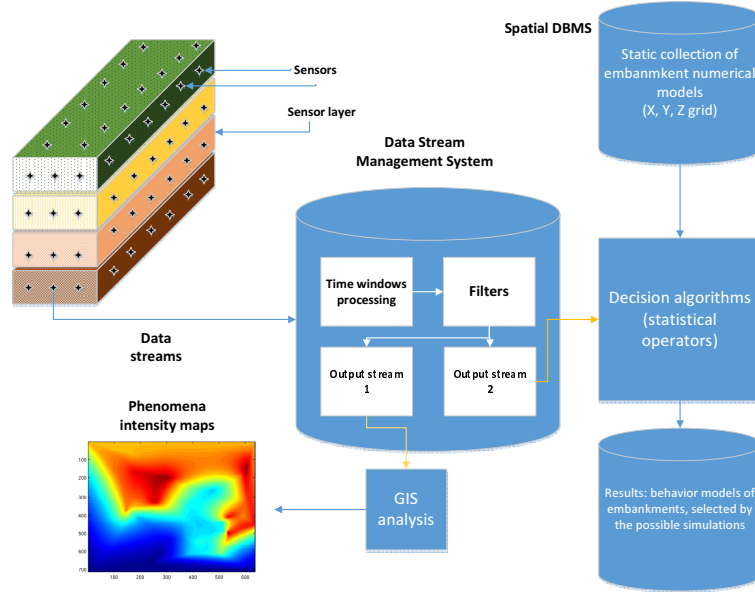 Spatial DBMS
Static collection of
embanmkent numerical
models
(X, Y, Z grid)
Sensors
Sensor layer
Data Stream
Management System
Time windows
processing
Filters
Output stream
1
Output stream
2
Decision algorithms
(statistical
operators)
Data
streams
Phenomena
intensity maps
100
200
300
400
500
600
700
100 200 300 400 500 600
GIS
analysis
Results: behavior models of
embankments, selected by
the possible simulations